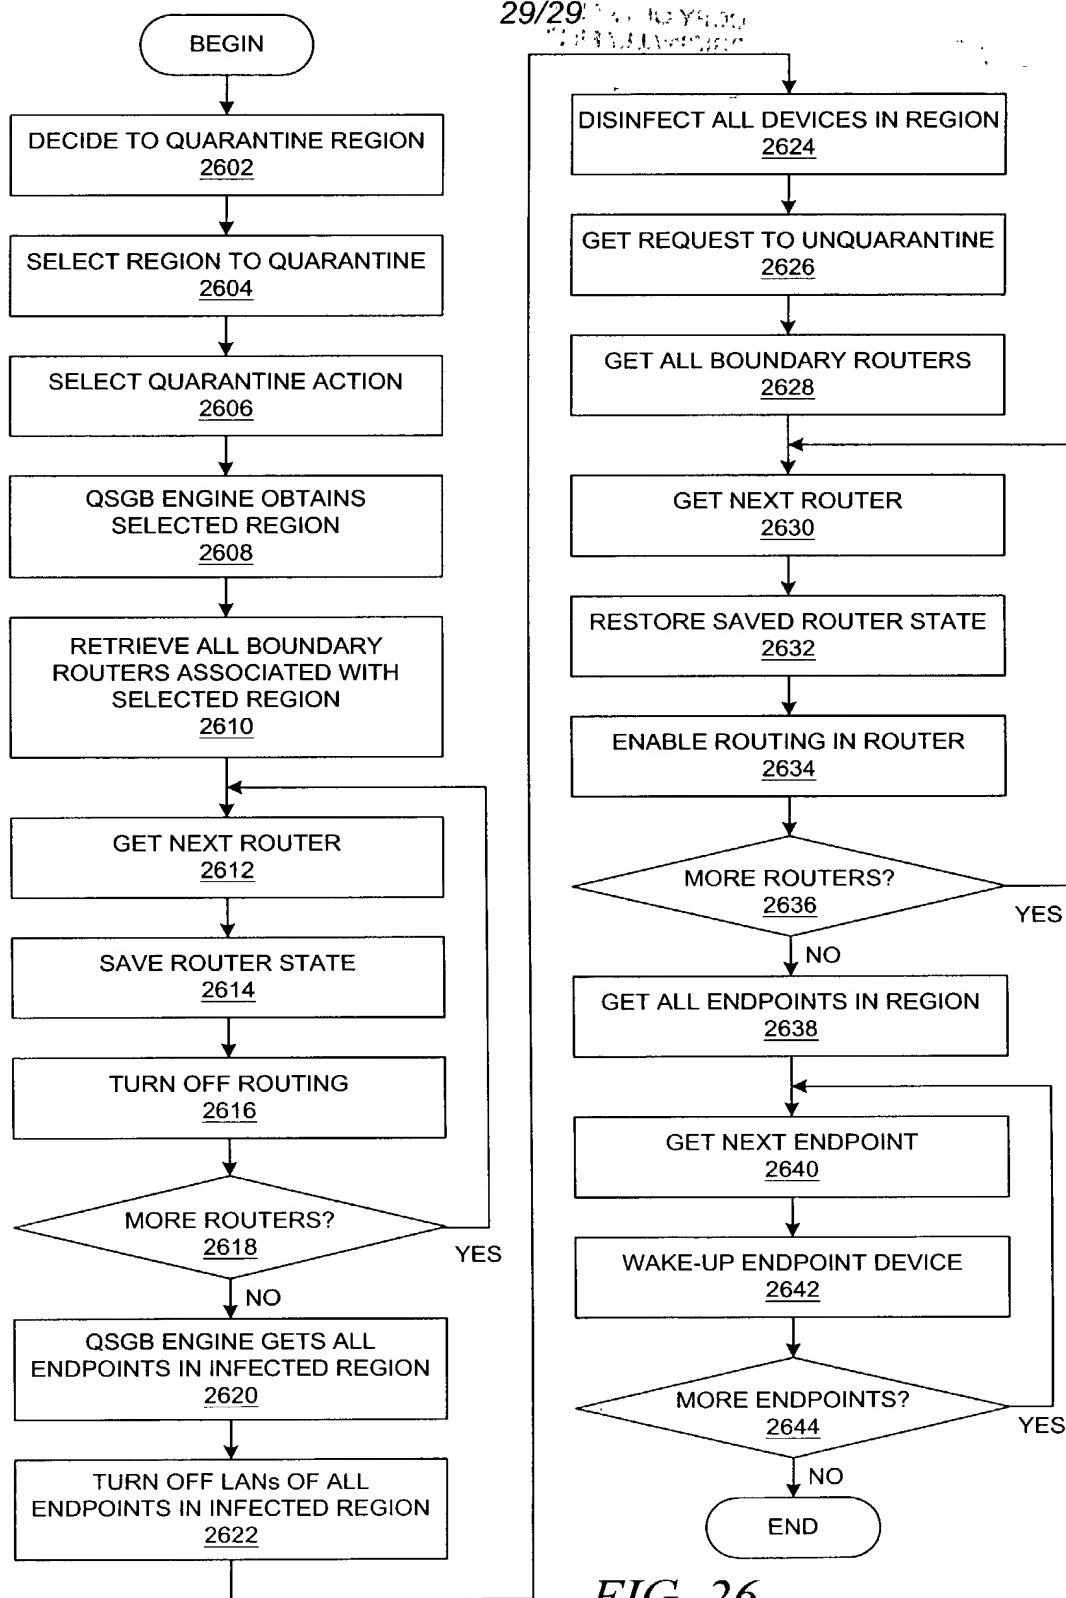 29/29
BEGIN
DECIDE TO QUARANTINE REGION
2602
SELECT REGION TO QUARANTINE
2604
SELECT QUARANTINE ACTION
2606
QSGB ENGINE OBTAINS
SELECTED REGION
2608
RETRIEVE ALL BOUNDARY
ROUTERS ASSOCIATED WITH
SELECTED REGION
2610
GET NEXT ROUTER
2612
SAVE ROUTER STATE
2614
TURN OFF ROUTING
2616
MORE ROUTERS?
2618
YES
NO
QSGB ENGINE GETS ALL
ENDPOINTS IN INFECTED REGION
2620
TURN OFF LANs OF ALL
ENDPOINTS IN INFECTED REGION
2622
DISINFECT ALL DEVICES IN REGION
2624
GET REQUEST TO UNQUARANTINE
2626
GET ALL BOUNDARY ROUTERS
2628
GET NEXT ROUTER
2630
RESTORE SAVED ROUTER STATE
2632
ENABLE ROUTING IN ROUTER
2634
MORE ROUTERS?
2636
YES
NO
GET ALL ENDPOINTS IN REGION
2638
GET NEXT ENDPOINT
2640
WAKE-UP ENDPOINT DEVICE
2642
MORE ENDPOINTS?
2644
YES
NO
END
FIG. 26